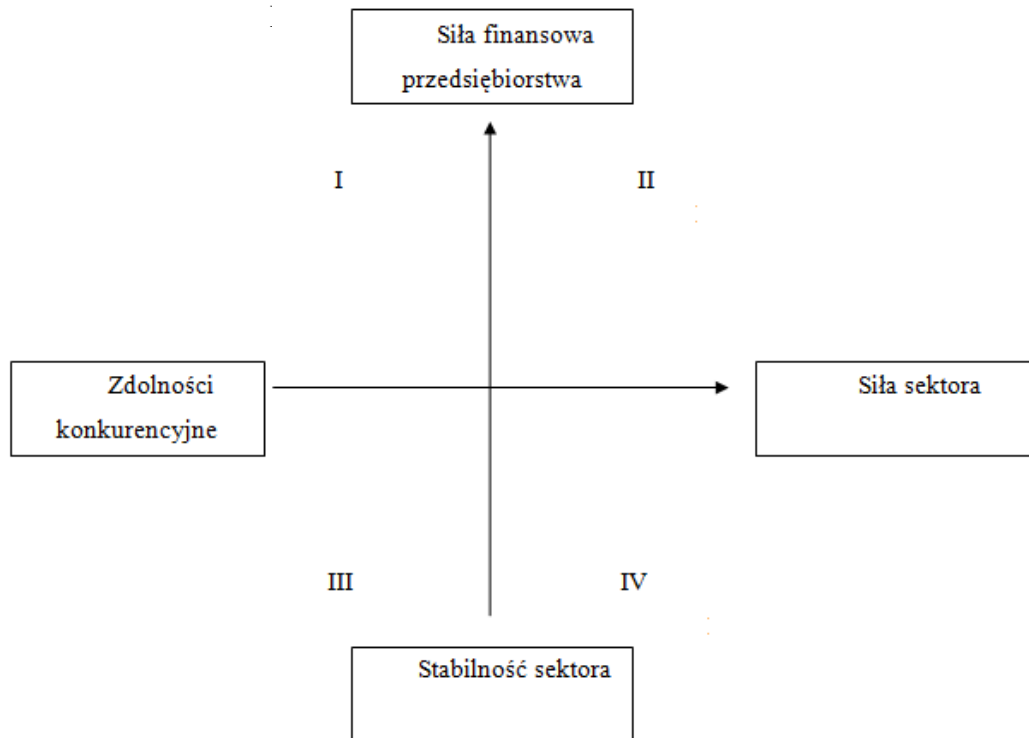 Siła finansowa
przedsiębiorstwa
I
II
Zdolności
konkurencyjne
Siła sektora
III
IV
Stabilność sektora